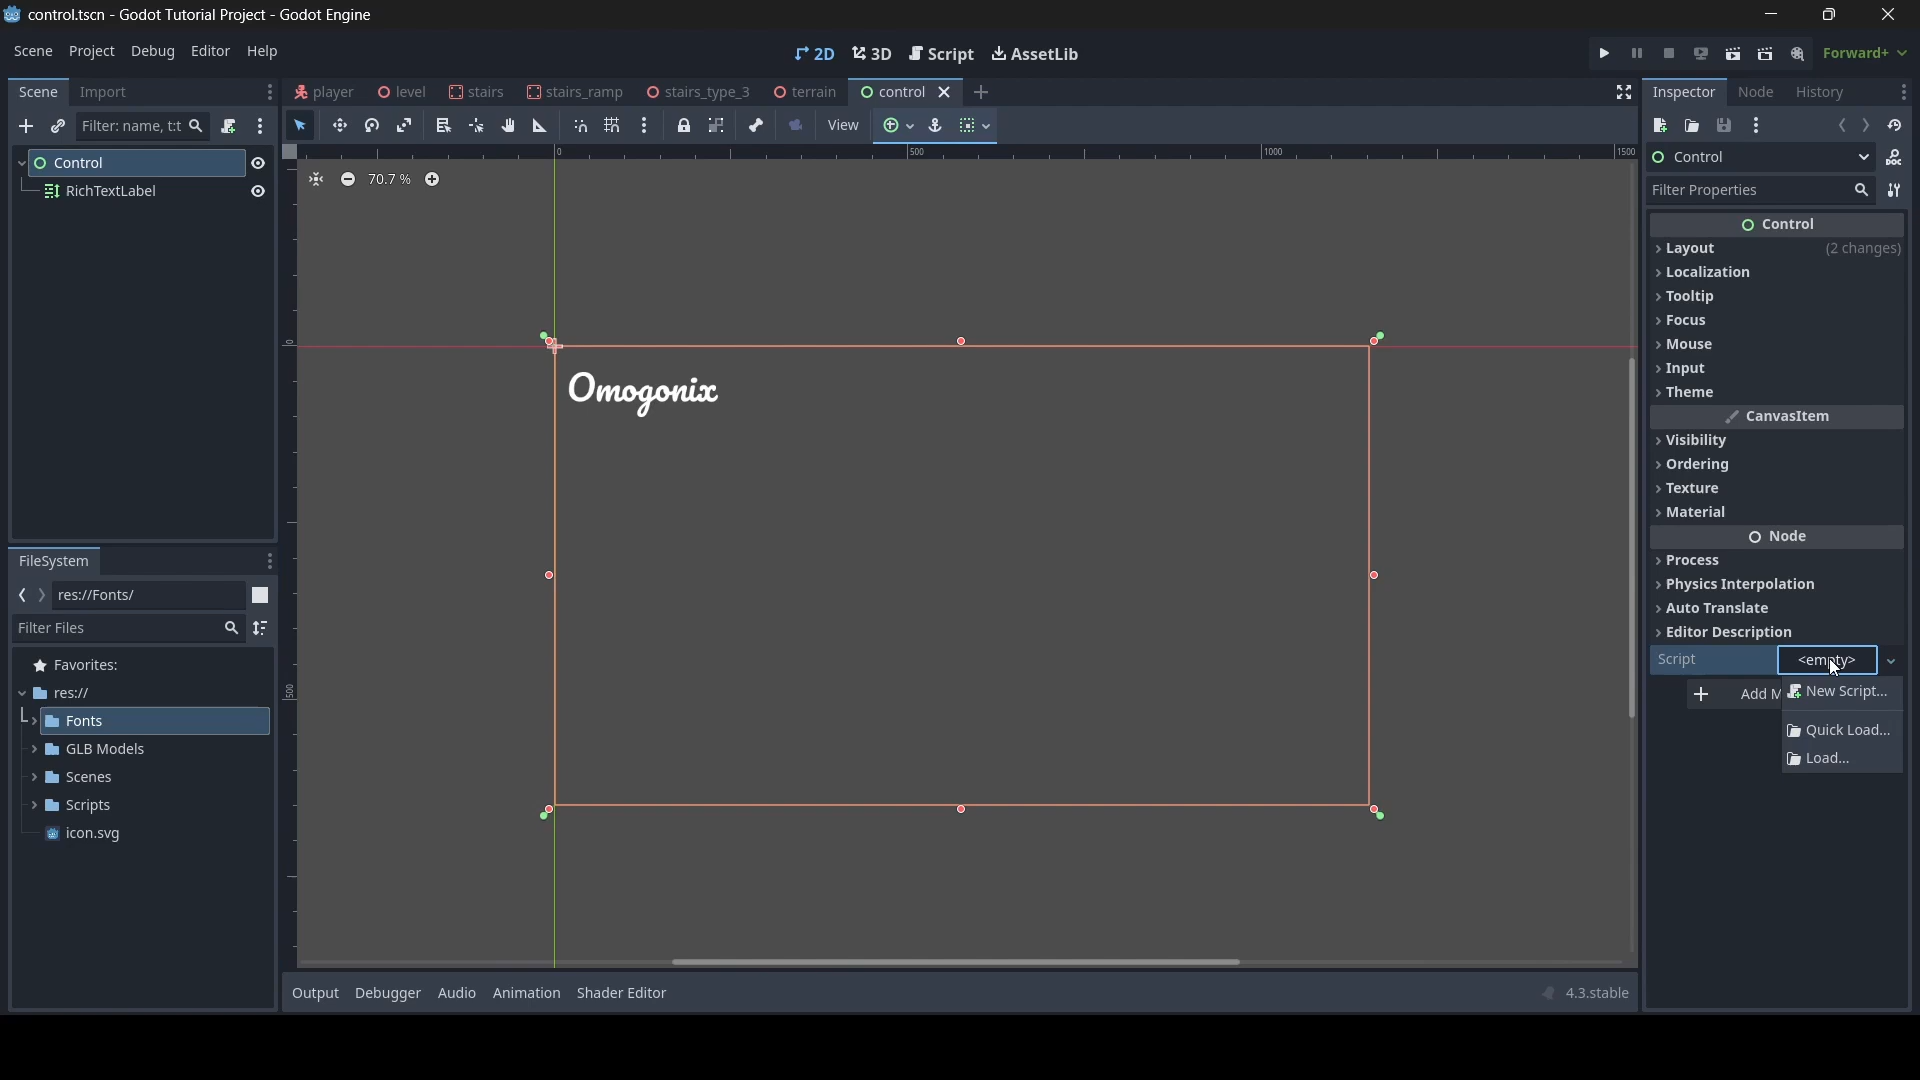 control.tscn - Godot Tutorial Project - Godot Engine
Scene Project Debug Editor Help
2D 3D Script AssetLib
Forward+
Scene Import
Filter: name, t:t
Control
RichTextLabel
FileSystem
res://Fonts/
Filter Files
Favorites:
res://
Fonts
GLB Models
Scenes
Scripts
icon.svg
player level stairs stairs_ramp stairs_type_3 terrain control
View
0 500 1000 1500
70.7 %
0
500
Omogonix
Output Debugger Audio Animation Shader Editor
4.3.stable
Inspector Node History
Control
Filter Properties
Control
Layout (2 changes)
Localization
Tooltip
Focus
Mouse
Input
Theme
CanvasItem
Visibility
Ordering
Texture
Material
Node
Process
Physics Interpolation
Auto Translate
Editor Description
Script <empty>
Add M
New Script...
Quick Load...
Load...